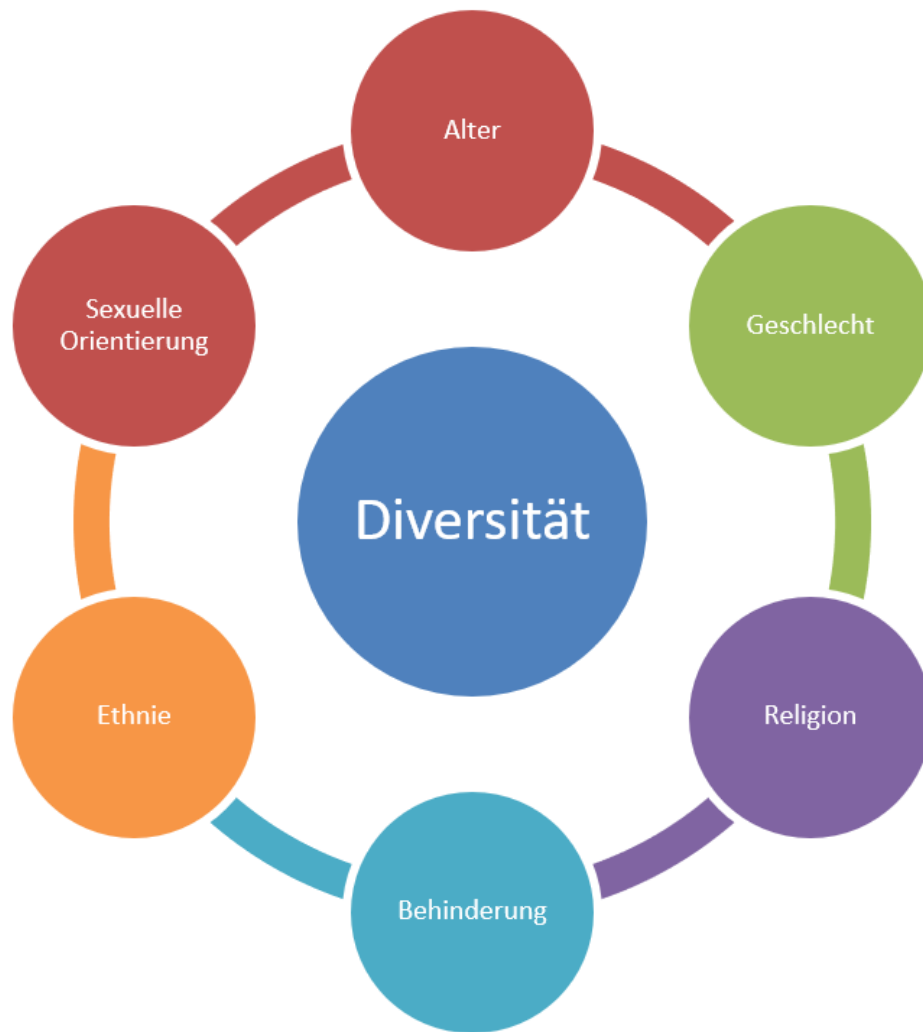 Alter
Geschlecht
Religion
Behinderung
Ethnie
Sexuelle
Orientierung
Diversität